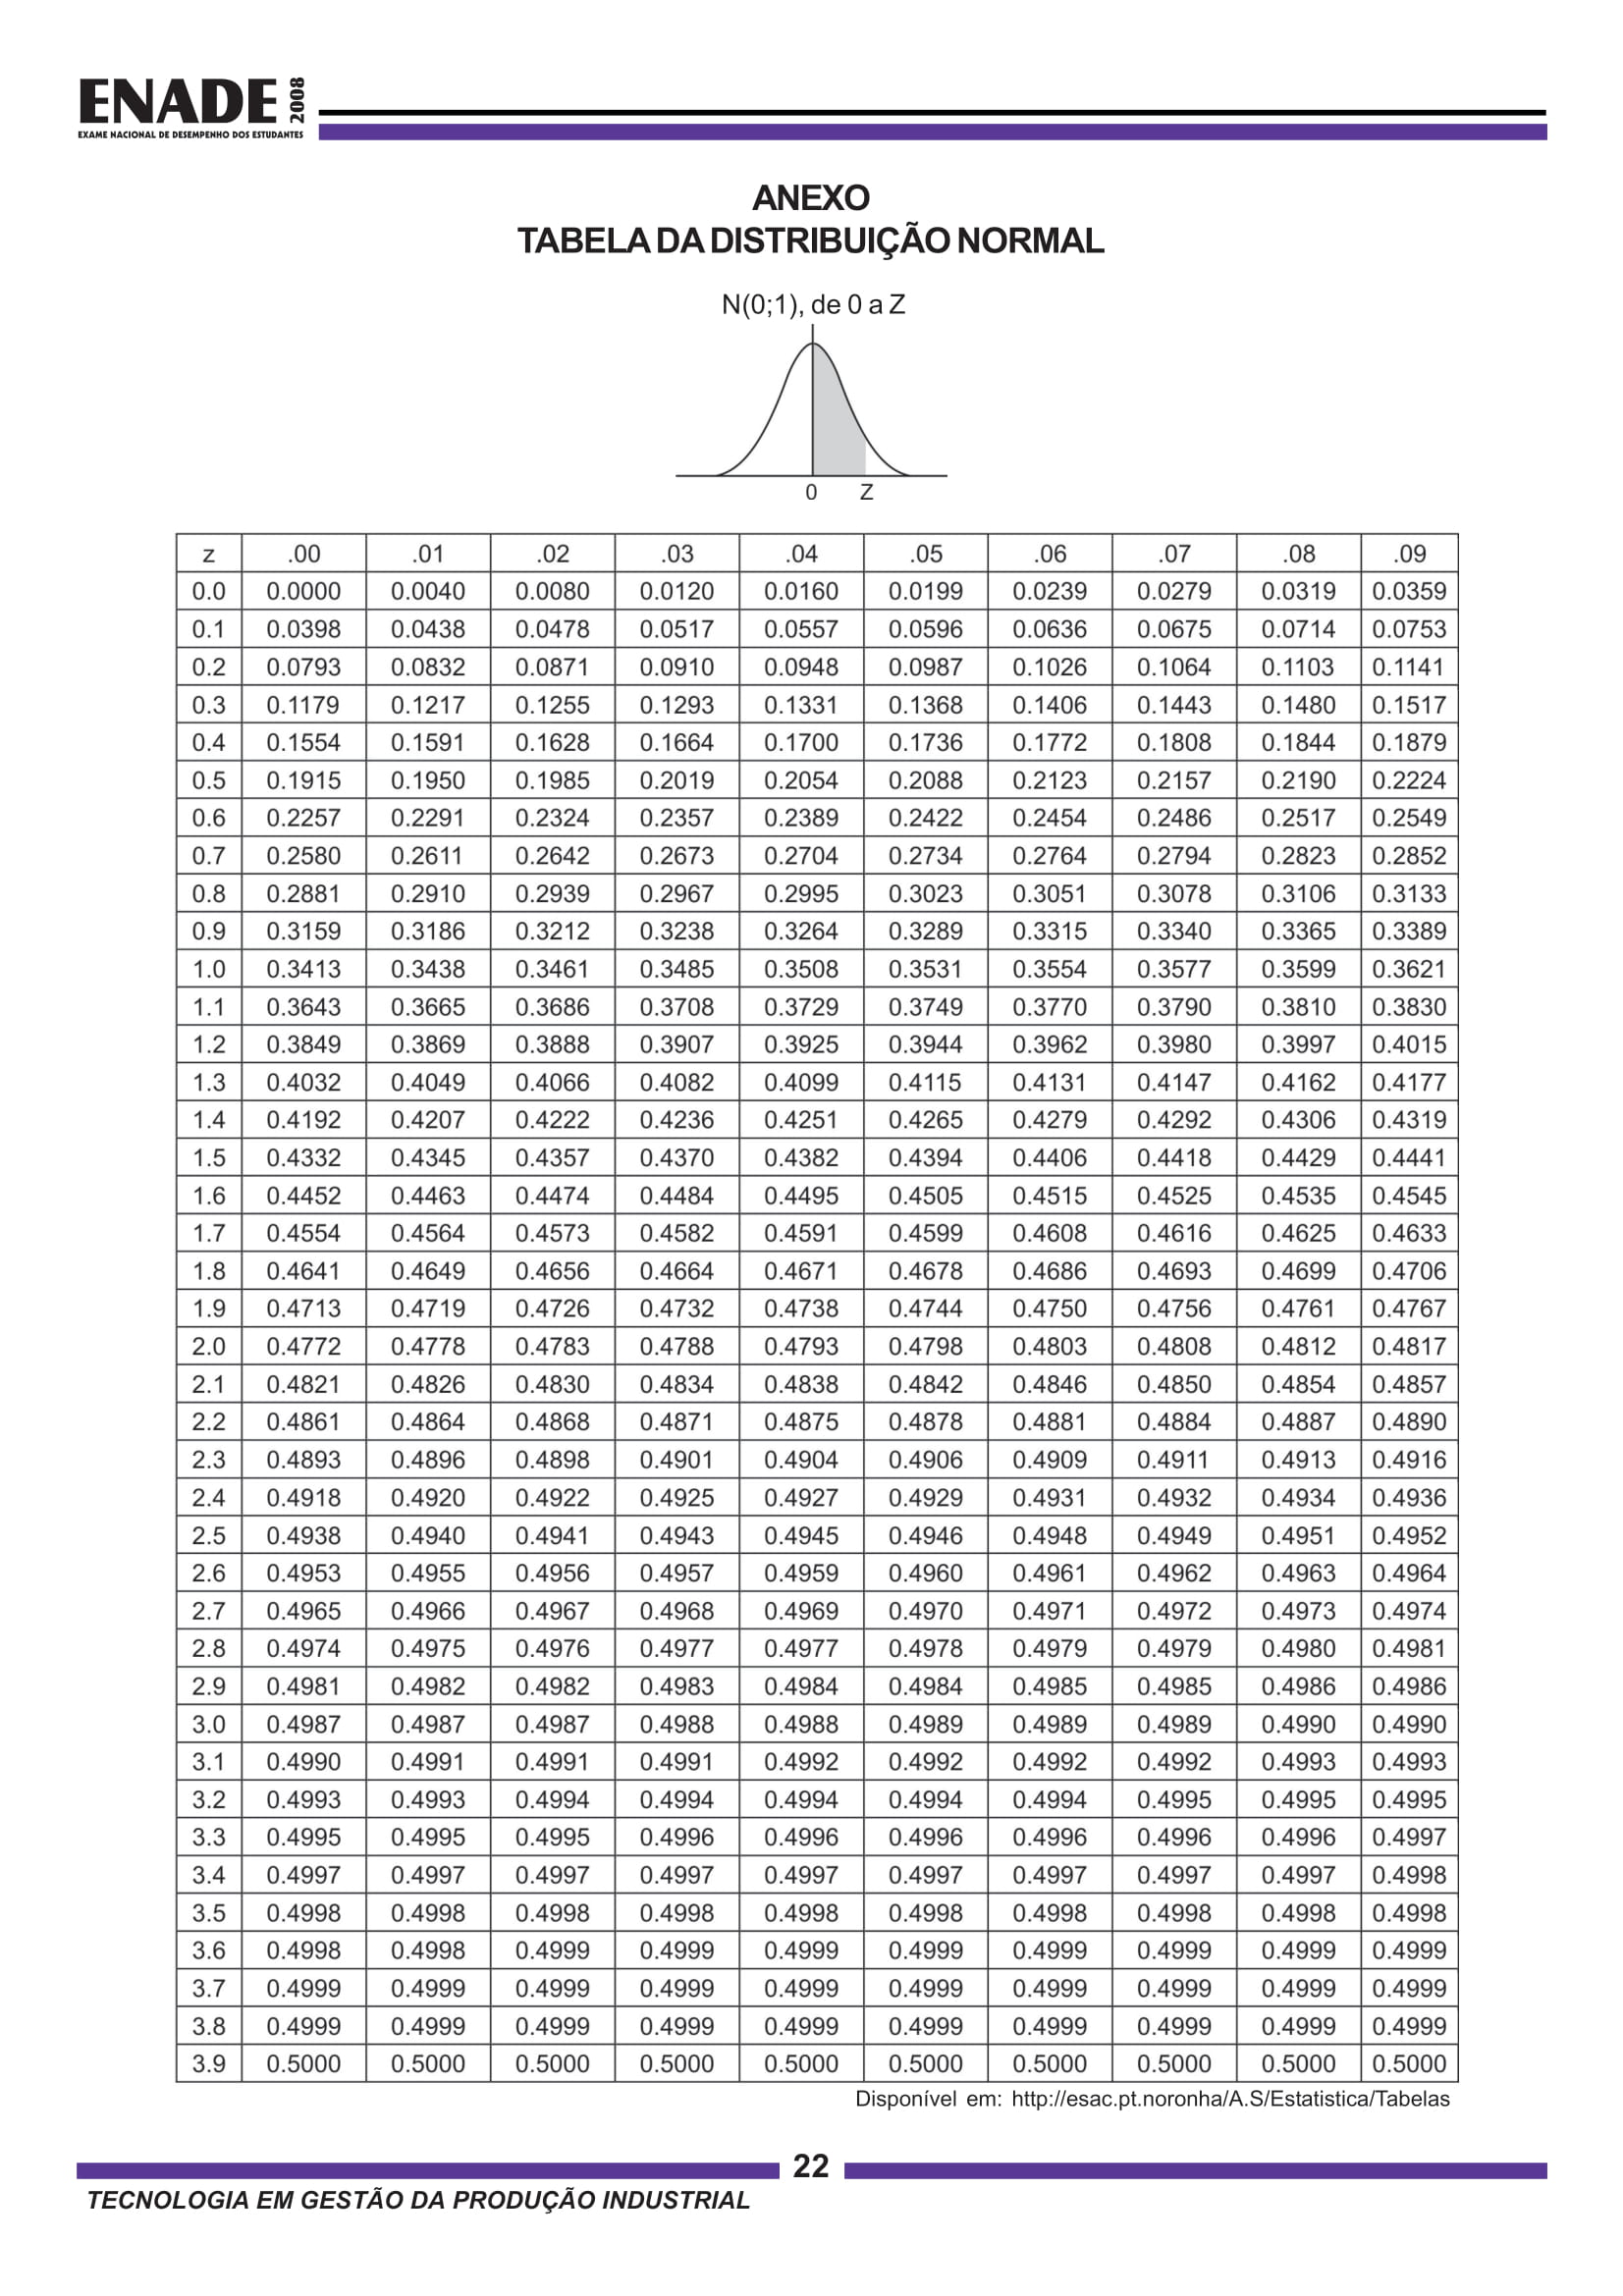 ENADE 2008
EXAME NACIONAL DE DESEMPENHO DOS ESTUDANTES
ANEXO
TABELA DA DISTRIBUIÇÃO NORMAL
N(0;1), de 0 a Z
0 Z
z .00 .01 .02 .03 .04 .05 .06 .07 .08 .09
0.0 0.0000 0.0040 0.0080 0.0120 0.0160 0.0199 0.0239 0.0279 0.0319 0.0359
0.1 0.0398 0.0438 0.0478 0.0517 0.0557 0.0596 0.0636 0.0675 0.0714 0.0753
0.2 0.0793 0.0832 0.0871 0.0910 0.0948 0.0987 0.1026 0.1064 0.1103 0.1141
0.3 0.1179 0.1217 0.1255 0.1293 0.1331 0.1368 0.1406 0.1443 0.1480 0.1517
0.4 0.1554 0.1591 0.1628 0.1664 0.1700 0.1736 0.1772 0.1808 0.1844 0.1879
0.5 0.1915 0.1950 0.1985 0.2019 0.2054 0.2088 0.2123 0.2157 0.2190 0.2224
0.6 0.2257 0.2291 0.2324 0.2357 0.2389 0.2422 0.2454 0.2486 0.2517 0.2549
0.7 0.2580 0.2611 0.2642 0.2673 0.2704 0.2734 0.2764 0.2794 0.2823 0.2852
0.8 0.2881 0.2910 0.2939 0.2967 0.2995 0.3023 0.3051 0.3078 0.3106 0.3133
0.9 0.3159 0.3186 0.3212 0.3238 0.3264 0.3289 0.3315 0.3340 0.3365 0.3389
1.0 0.3413 0.3438 0.3461 0.3485 0.3508 0.3531 0.3554 0.3577 0.3599 0.3621
1.1 0.3643 0.3665 0.3686 0.3708 0.3729 0.3749 0.3770 0.3790 0.3810 0.3830
1.2 0.3849 0.3869 0.3888 0.3907 0.3925 0.3944 0.3962 0.3980 0.3997 0.4015
1.3 0.4032 0.4049 0.4066 0.4082 0.4099 0.4115 0.4131 0.4147 0.4162 0.4177
1.4 0.4192 0.4207 0.4222 0.4236 0.4251 0.4265 0.4279 0.4292 0.4306 0.4319
1.5 0.4332 0.4345 0.4357 0.4370 0.4382 0.4394 0.4406 0.4418 0.4429 0.4441
1.6 0.4452 0.4463 0.4474 0.4484 0.4495 0.4505 0.4515 0.4525 0.4535 0.4545
1.7 0.4554 0.4564 0.4573 0.4582 0.4591 0.4599 0.4608 0.4616 0.4625 0.4633
1.8 0.4641 0.4649 0.4656 0.4664 0.4671 0.4678 0.4686 0.4693 0.4699 0.4706
1.9 0.4713 0.4719 0.4726 0.4732 0.4738 0.4744 0.4750 0.4756 0.4761 0.4767
2.0 0.4772 0.4778 0.4783 0.4788 0.4793 0.4798 0.4803 0.4808 0.4812 0.4817
2.1 0.4821 0.4826 0.4830 0.4834 0.4838 0.4842 0.4846 0.4850 0.4854 0.4857
2.2 0.4861 0.4864 0.4868 0.4871 0.4875 0.4878 0.4881 0.4884 0.4887 0.4890
2.3 0.4893 0.4896 0.4898 0.4901 0.4904 0.4906 0.4909 0.4911 0.4913 0.4916
2.4 0.4918 0.4920 0.4922 0.4925 0.4927 0.4929 0.4931 0.4932 0.4934 0.4936
2.5 0.4938 0.4940 0.4941 0.4943 0.4945 0.4946 0.4948 0.4949 0.4951 0.4952
2.6 0.4953 0.4955 0.4956 0.4957 0.4959 0.4960 0.4961 0.4962 0.4963 0.4964
2.7 0.4965 0.4966 0.4967 0.4968 0.4969 0.4970 0.4971 0.4972 0.4973 0.4974
2.8 0.4974 0.4975 0.4976 0.4977 0.4977 0.4978 0.4979 0.4979 0.4980 0.4981
2.9 0.4981 0.4982 0.4982 0.4983 0.4984 0.4984 0.4985 0.4985 0.4986 0.4986
3.0 0.4987 0.4987 0.4987 0.4988 0.4988 0.4989 0.4989 0.4989 0.4990 0.4990
3.1 0.4990 0.4991 0.4991 0.4991 0.4992 0.4992 0.4992 0.4992 0.4993 0.4993
3.2 0.4993 0.4993 0.4994 0.4994 0.4994 0.4994 0.4994 0.4995 0.4995 0.4995
3.3 0.4995 0.4995 0.4995 0.4996 0.4996 0.4996 0.4996 0.4996 0.4996 0.4997
3.4 0.4997 0.4997 0.4997 0.4997 0.4997 0.4997 0.4997 0.4997 0.4997 0.4998
3.5 0.4998 0.4998 0.4998 0.4998 0.4998 0.4998 0.4998 0.4998 0.4998 0.4998
3.6 0.4998 0.4998 0.4999 0.4999 0.4999 0.4999 0.4999 0.4999 0.4999 0.4999
3.7 0.4999 0.4999 0.4999 0.4999 0.4999 0.4999 0.4999 0.4999 0.4999 0.4999
3.8 0.4999 0.4999 0.4999 0.4999 0.4999 0.4999 0.4999 0.4999 0.4999 0.4999
3.9 0.5000 0.5000 0.5000 0.5000 0.5000 0.5000 0.5000 0.5000 0.5000 0.5000
Disponível em: http://esac.pt.noronha/A.S/Estatistica/Tabelas
22
TECNOLOGIA EM GESTÃO DA PRODUÇÃO INDUSTRIAL